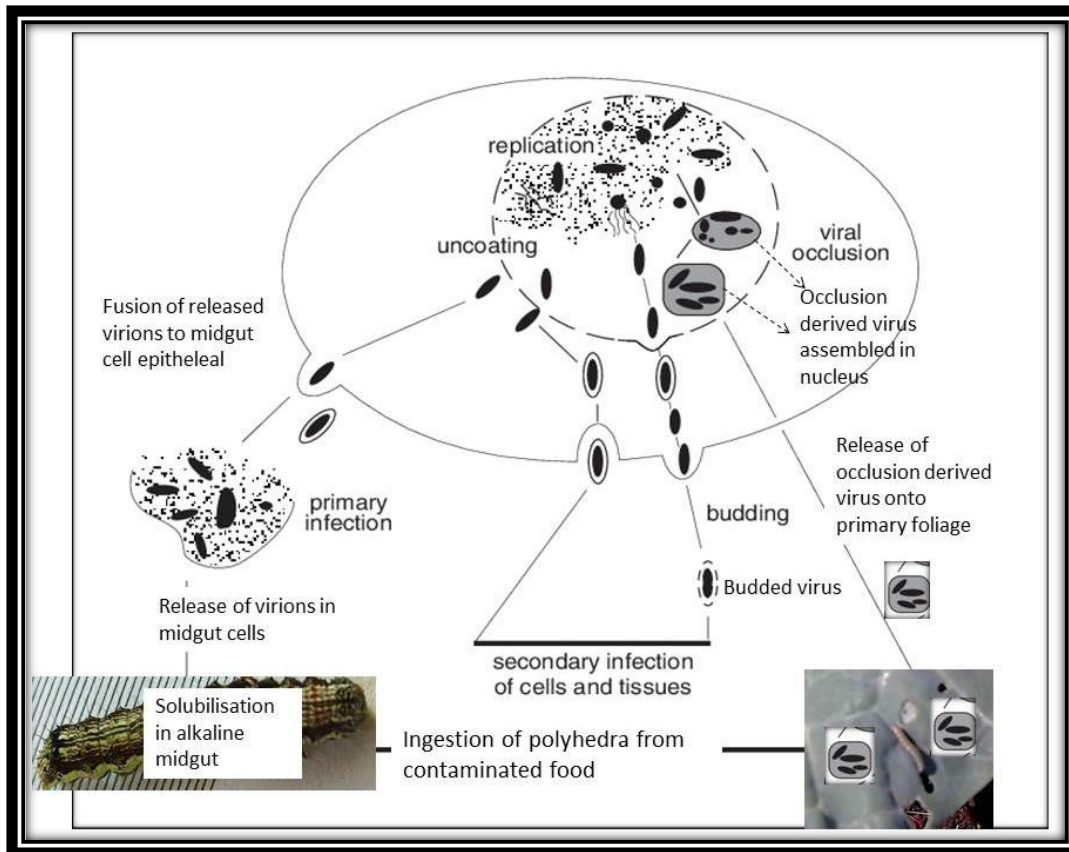 replication
uncoating
viral
occlusion
Fusion of released
virions to midgut
cell epitheleal
Occlusion
derived virus
assembled in
nucleus
primary
infection
Release of
occlusion derived
virus onto
primary foliage
budding
Budded virus
Release of virions in
midgut cells
secondary infection
of cells and tissues
Solubilisation
in alkaline
midgut
Ingestion of polyhedra from
contaminated food